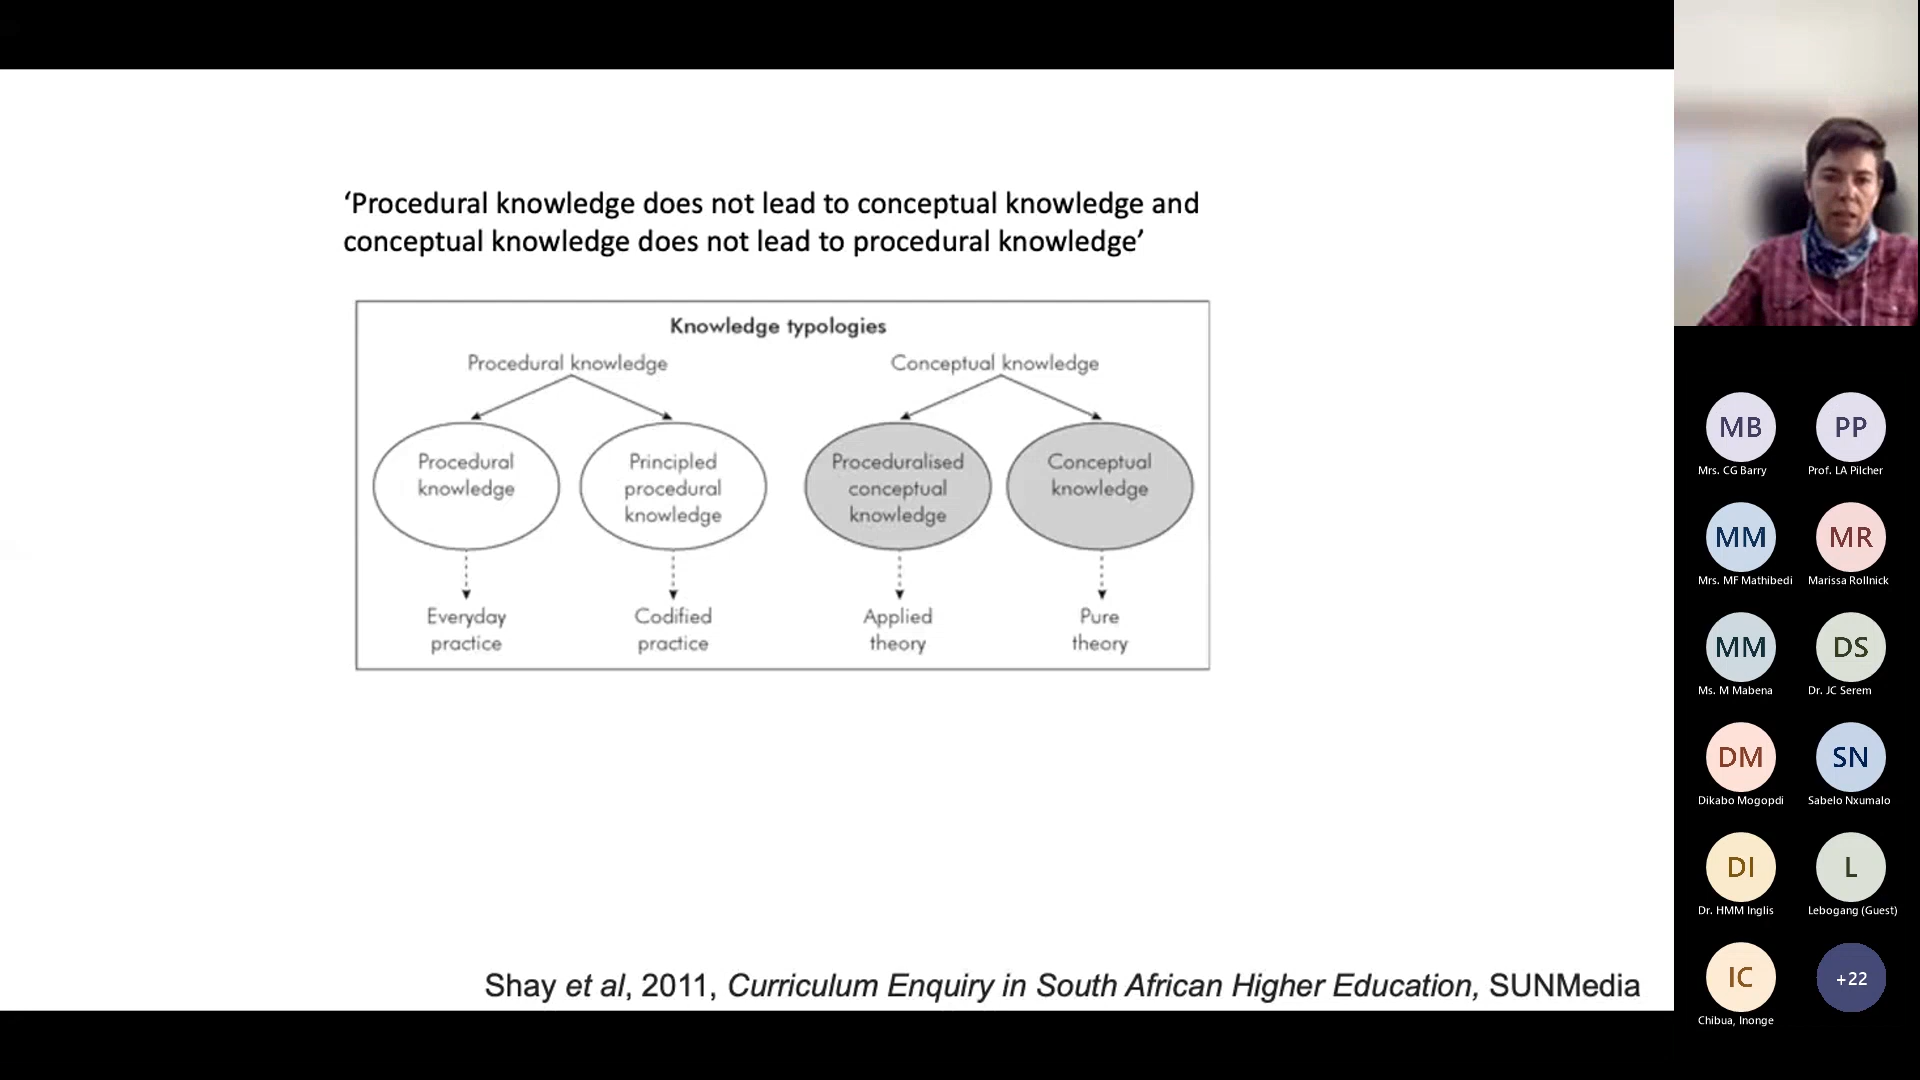 ‘Procedural knowledge does not lead to conceptual knowledge and
conceptual knowledge does not lead to procedural knowledge’
Knowledge typologies
Procedural knowledge
Conceptual knowledge
Procedural
knowledge
Principled
procedural
knowledge
Proceduralised
conceptual
knowledge
Conceptual
knowledge
Everyday
practice
Codified
practice
Applied
theory
Pure
theory
Shay et al, 2011, Curriculum Enquiry in South African Higher Education, SUNMedia
MB
PP
Mrs. CG Barry
Prof. LA Pilcher
MM
MR
Mrs. MF Mathibedi
Marissa Rollnick
MM
DS
Ms. M Mabena
Dr. JC Serem
DM
SN
Dikabo Mogopdi
Sabelo Nxumalo
DI
L
Dr. HMM Inglis
Lebogang (Guest)
IC
+22
Chibua, Inonge